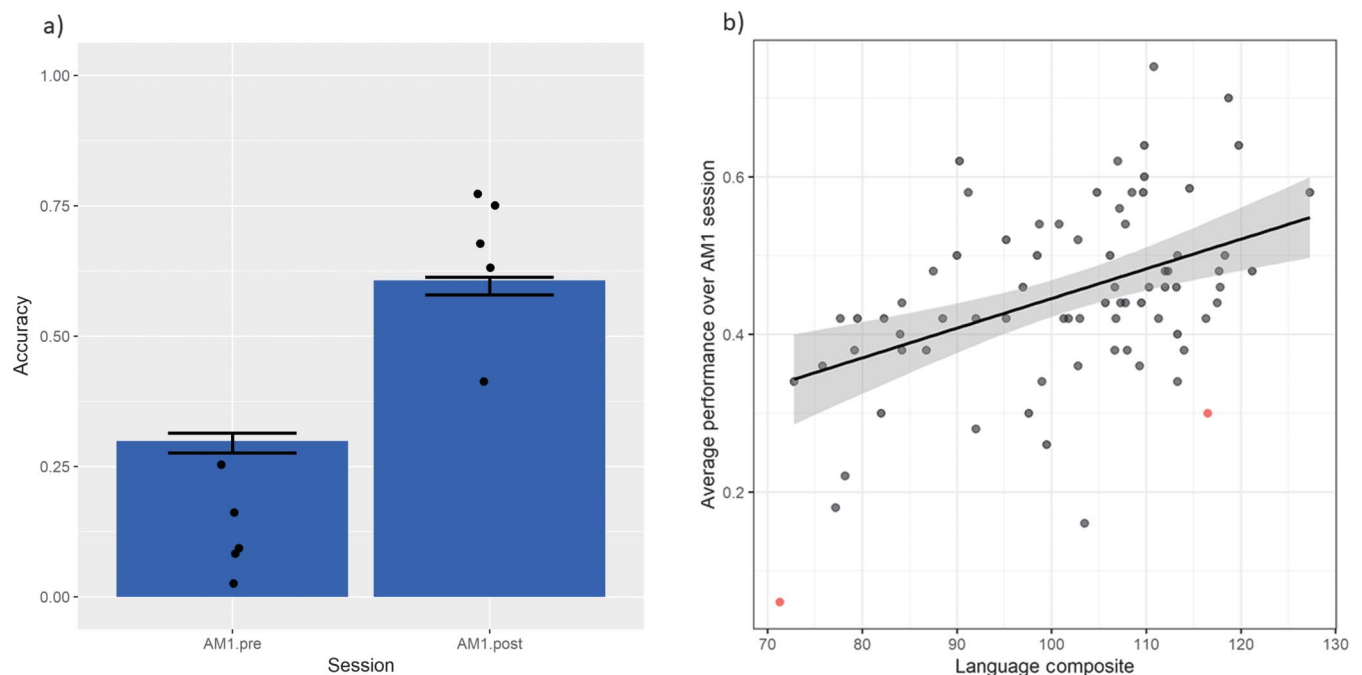 a)
1.00
0.75
0.50
0.25
0.00
Accuracy
AM1.pre
AM1.post
Session
b)
0.6
0.4
0.2
Average performance over AM1 session
70
80
90
100
110
120
130
Language composite